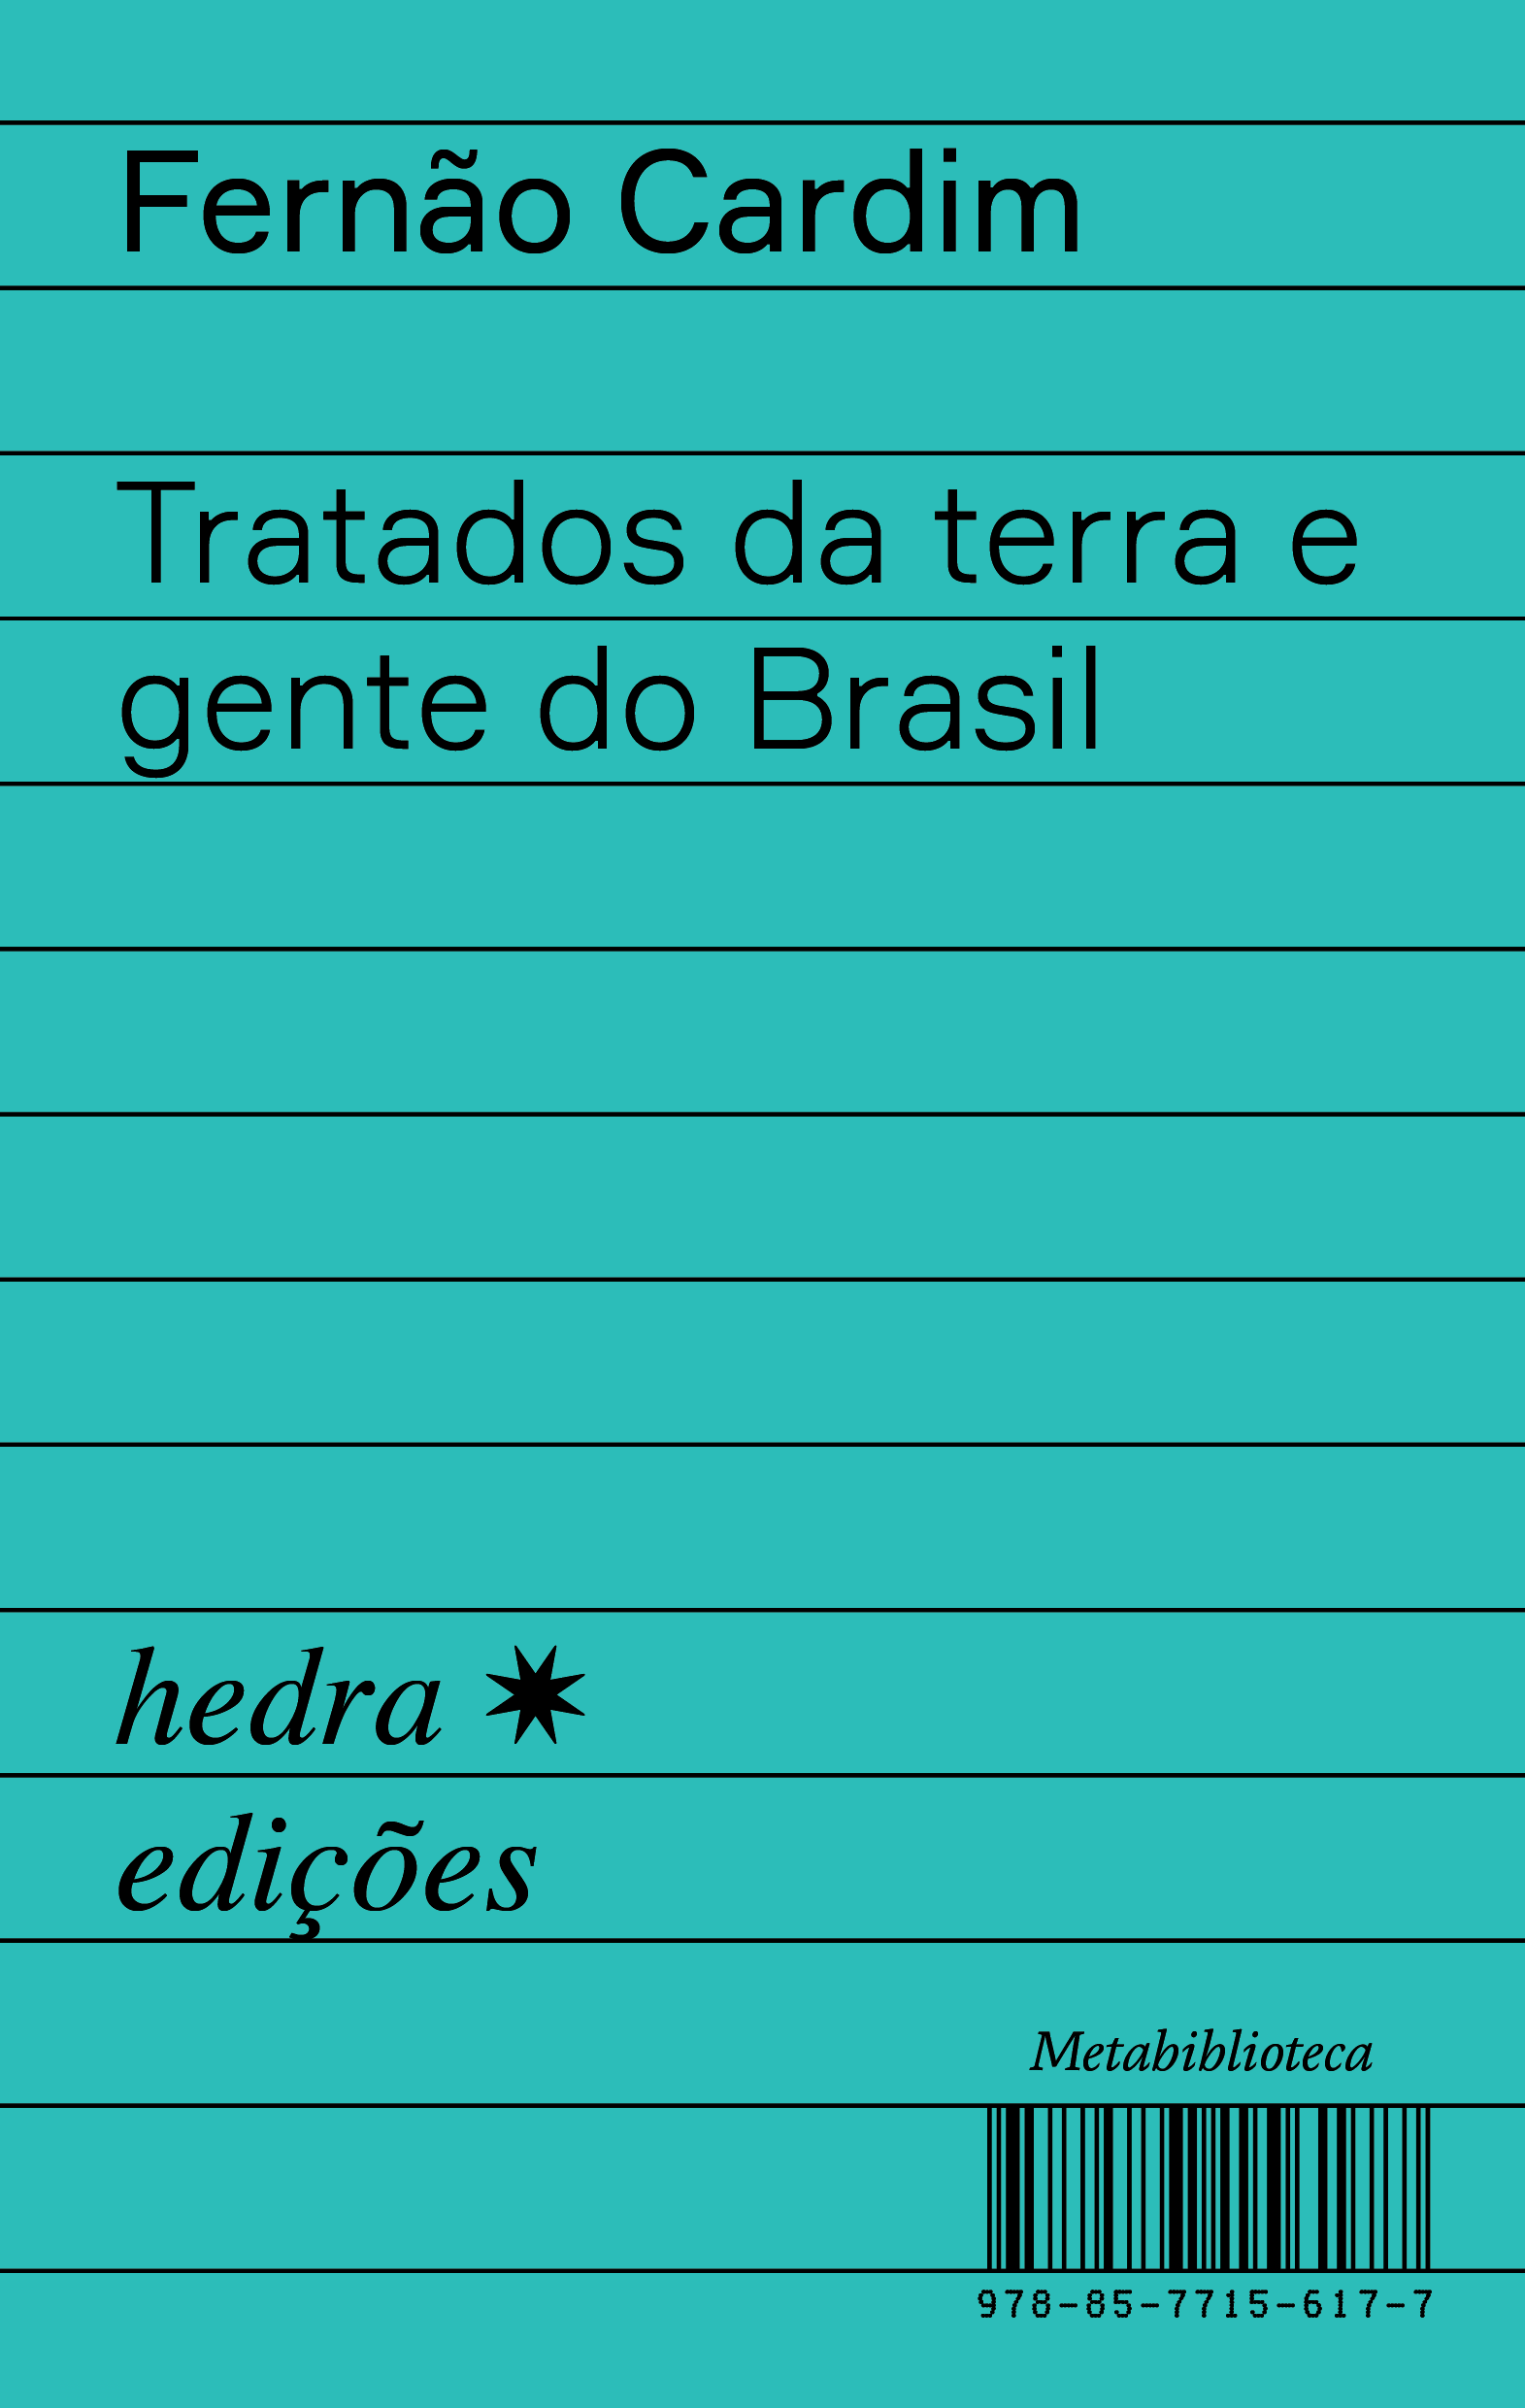 Fernão Cardim
Tratados da terra e
gente do Brasil
hedra
edições
Metabiblioteca
978-85-7715-617-7